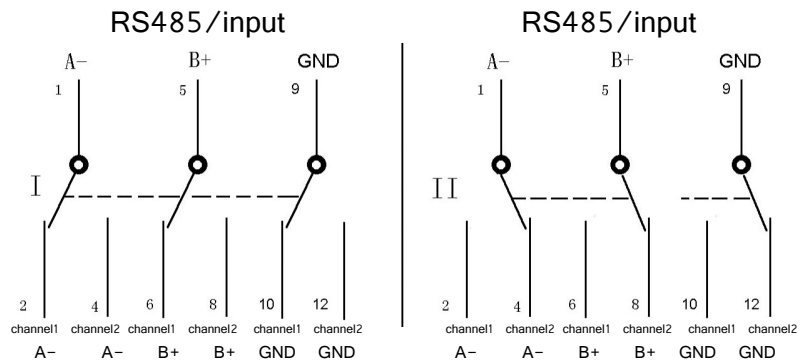 RS485/input
A- B+ GND
1 5 9
I
2 4 6 8 10 12
channel1 channel2 channel1 channel2 channel1 channel2
A- A- B+ B+ GND GND
RS485/input
A- B+ GND
1 5 9
II
2 4 6 8 10 12
channel1 channel2 channel1 channel2 channel1 channel2
A- A- B+ B+ GND GND